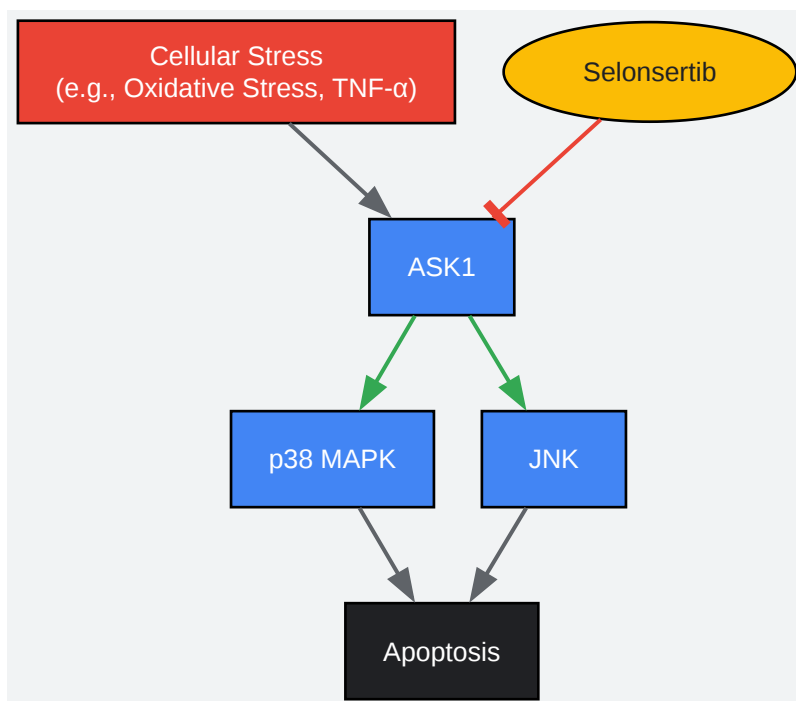 Cellular Stress
(e.g., Oxidative Stress, TNF-α)
Selonsertib
ASK1
p38 MAPK
JNK
Apoptosis